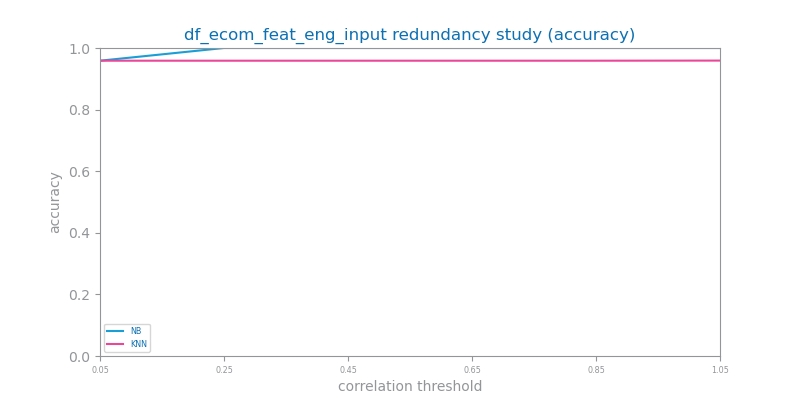 df_ecom_feat_eng_input redundancy study (accuracy)
1.0
0.8
0.6
0.4
0.2
0.0
accuracy
NB
KNN
0.05 0.25 0.45 0.65 0.85 1.05
correlation threshold